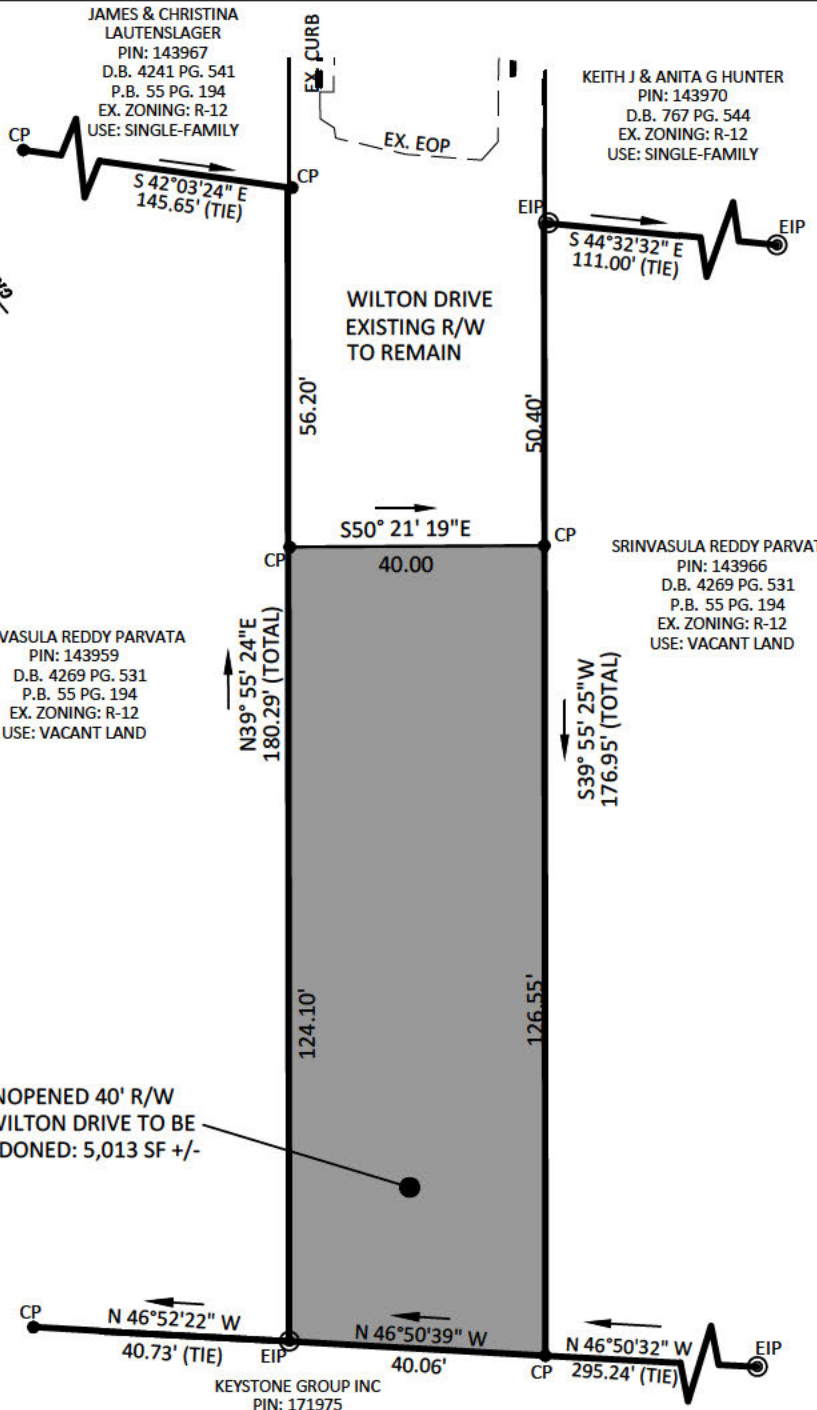 JAMES & CHRISTINA
LAUTENSLAGER
PIN: 143967
D.B. 4241 PG. 541
P.B. 55 PG. 194
EX. ZONING: R-12
USE: SINGLE-FAMILY
EX. CURB
EX. EOP
KEITH J & ANITA G HUNTER
PIN: 143970
D.B. 767 PG. 544
EX. ZONING: R-12
USE: SINGLE-FAMILY
CP
CP
S 42°03'24" E
145.65' (TIE)
EIP
EIP
S 44°32'32" E
111.00' (TIE)
WILTON DRIVE
EXISTING R/W
TO REMAIN
56.20'
50.40'
S50° 21' 19"E
40.00
CP
CP
SRINVASULA REDDY PARVAT
PIN: 143966
D.B. 4269 PG. 531
P.B. 55 PG. 194
EX. ZONING: R-12
USE: VACANT LAND
VASULA REDDY PARVATA
PIN: 143959
D.B. 4269 PG. 531
P.B. 55 PG. 194
EX. ZONING: R-12
USE: VACANT LAND
N39° 55' 24"E
180.29' (TOTAL)
S39° 55' 25"W
176.95' (TOTAL)
124.10'
126.55'
NOPENED 40' R/W
WILTON DRIVE TO BE
DONED: 5,013 SF +/-
CP
N 46°52'22" W
40.73' (TIE)
EIP
N 46°50'39" W
40.06'
CP
N 46°50'32" W
295.24' (TIE)
EIP
KEYSTONE GROUP INC
PIN: 171975